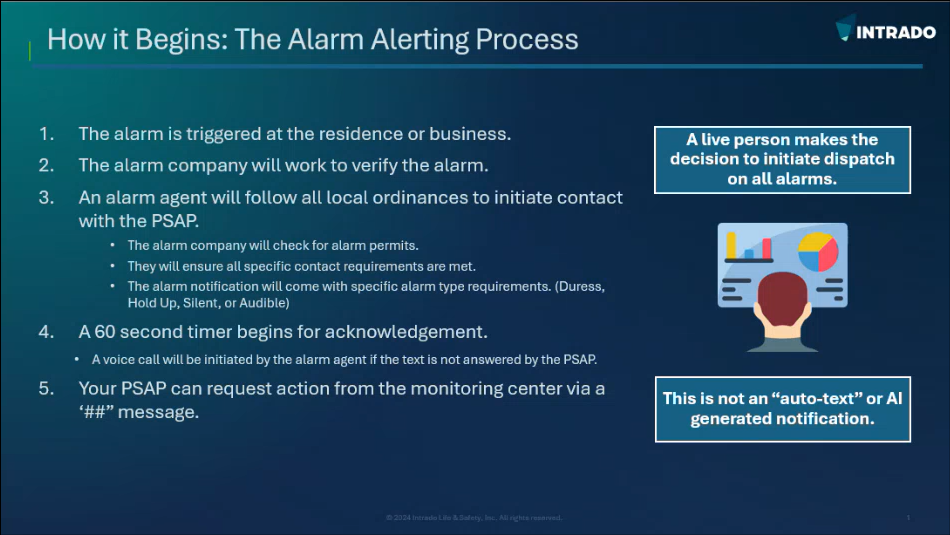 How it Begins: The Alarm Alerting Process
INTRADO
1. The alarm is triggered at the residence or business.
2. The alarm company will work to verify the alarm.
3. An alarm agent will follow all local ordinances to initiate contact
with the PSAP.
• The alarm company will check for alarm permits.
• They will ensure all specific contact requirements are met.
• The alarm notification will come with specific alarm type requirements. (Duress,
Hold Up, Silent, or Audible)
4. A 60 second timer begins for acknowledgement.
• A voice call will be initiated by the alarm agent if the text is not answered by the PSAP.
5. Your PSAP can request action from the monitoring center via a
‘##” message.
A live person makes the
decision to initiate dispatch
on all alarms.
This is not an “auto-text” or AI
generated notification.
© 2024 Intrado Life & Safety, Inc. All rights reserved.
1